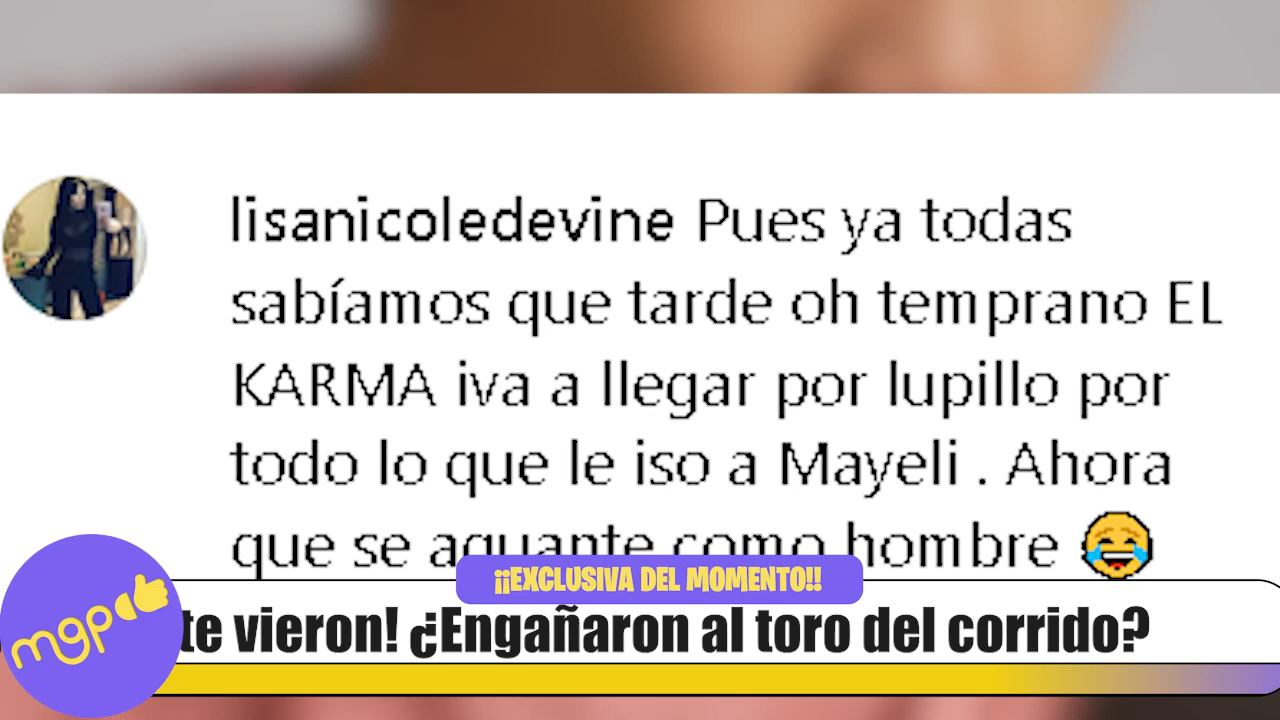 lisanicoledevine Pues ya todas
sabíamos que tarde oh temprano EL
KARMA iva a llegar por lupillo por
todo lo que le iso a Mayeli . Ahora
que se aguante como hombre 😂
¡¡EXCLUSIVA DEL MOMENTO!!
te vieron! ¿Engañaron al toro del corrido?
mgp